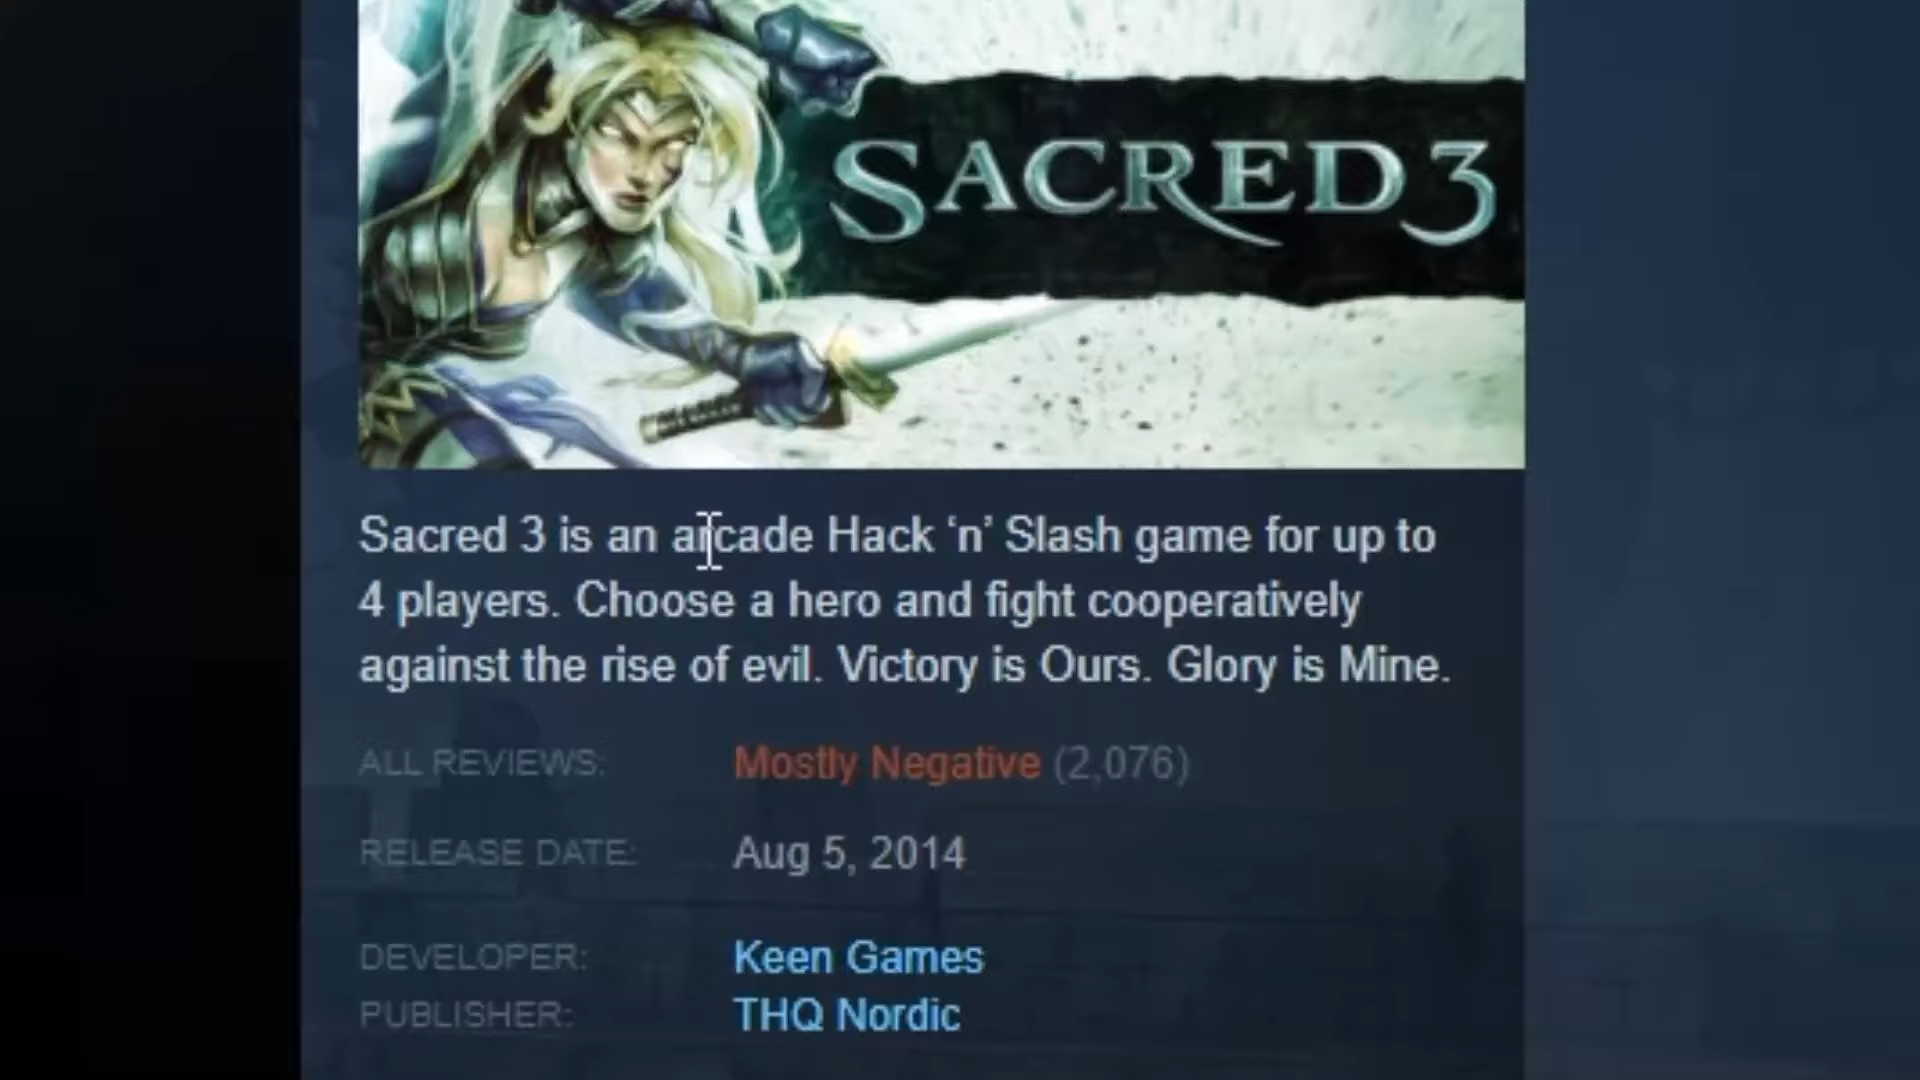 SACRED 3
Sacred 3 is an arcade Hack ‘n’ Slash game for up to
4 players. Choose a hero and fight cooperatively
against the rise of evil. Victory is Ours. Glory is Mine.
ALL REVIEWS: Mostly Negative (2,076)
RELEASE DATE: Aug 5, 2014
DEVELOPER: Keen Games
PUBLISHER: THQ Nordic